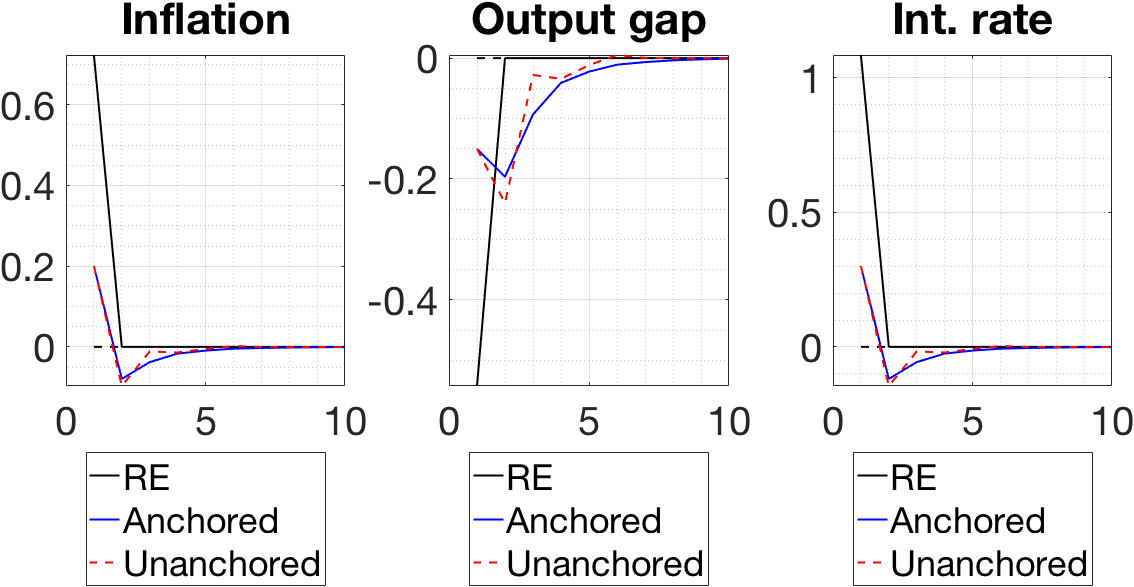 Inflation
0.6
0.4
0.2
0
0 5 10
RE
Anchored
Unanchored
Output gap
0
-0.2
-0.4
0 5 10
RE
Anchored
Unanchored
Int. rate
1
0.5
0
0 5 10
RE
Anchored
Unanchored